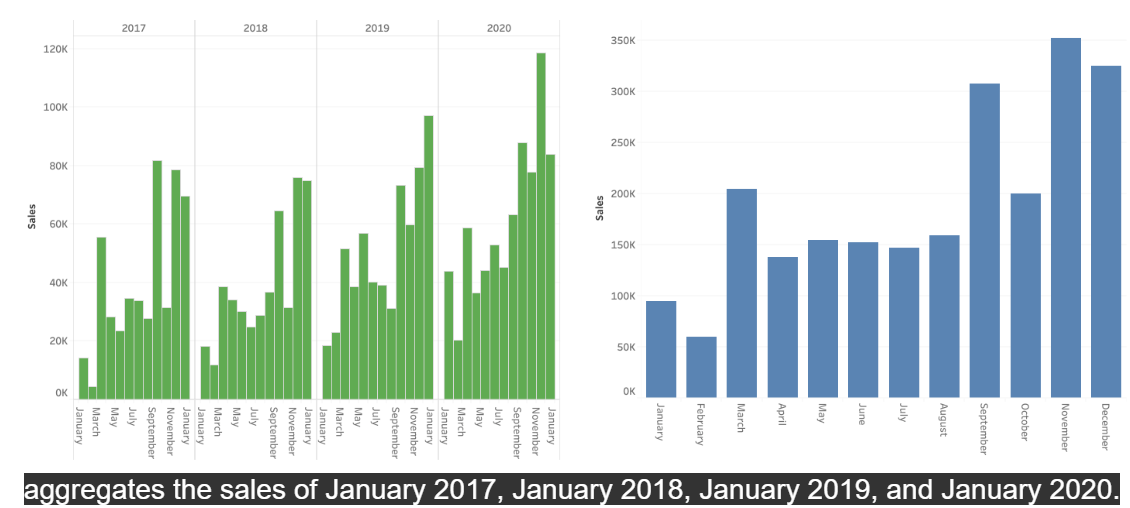 2017 2018 2019 2020
120K
100K
80K
60K
40K
20K
0K
Sales
January March May July September November January
January March May July September November January
January March May July September November January
January March May July September November January
350K
300K
250K
200K
150K
100K
50K
0K
Sales
January February March April May June July August September October November December
aggregates the sales of January 2017, January 2018, January 2019, and January 2020.